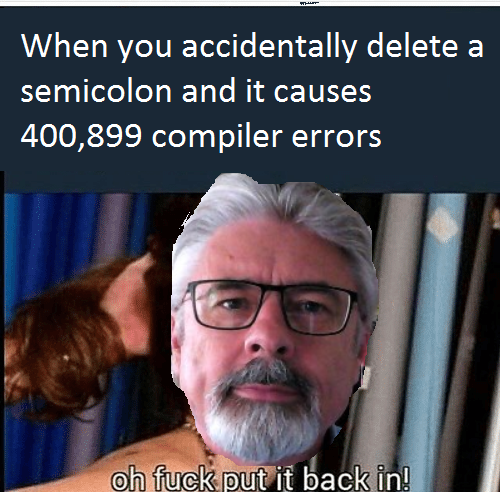 When you accidentally delete a
semicolon and it causes
400,899 compiler errors
oh fuck put it back in!